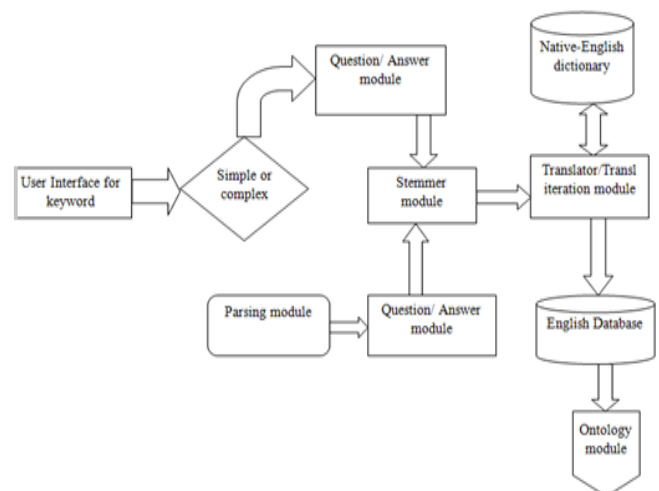 Question/ Answer
module
Native-English
dictionary
User Interface for
keyword
Simple or
complex
Stemmer
module
Translator/Transl
iteration module
Parsing module
Question/ Answer
module
English Database
Ontology
module